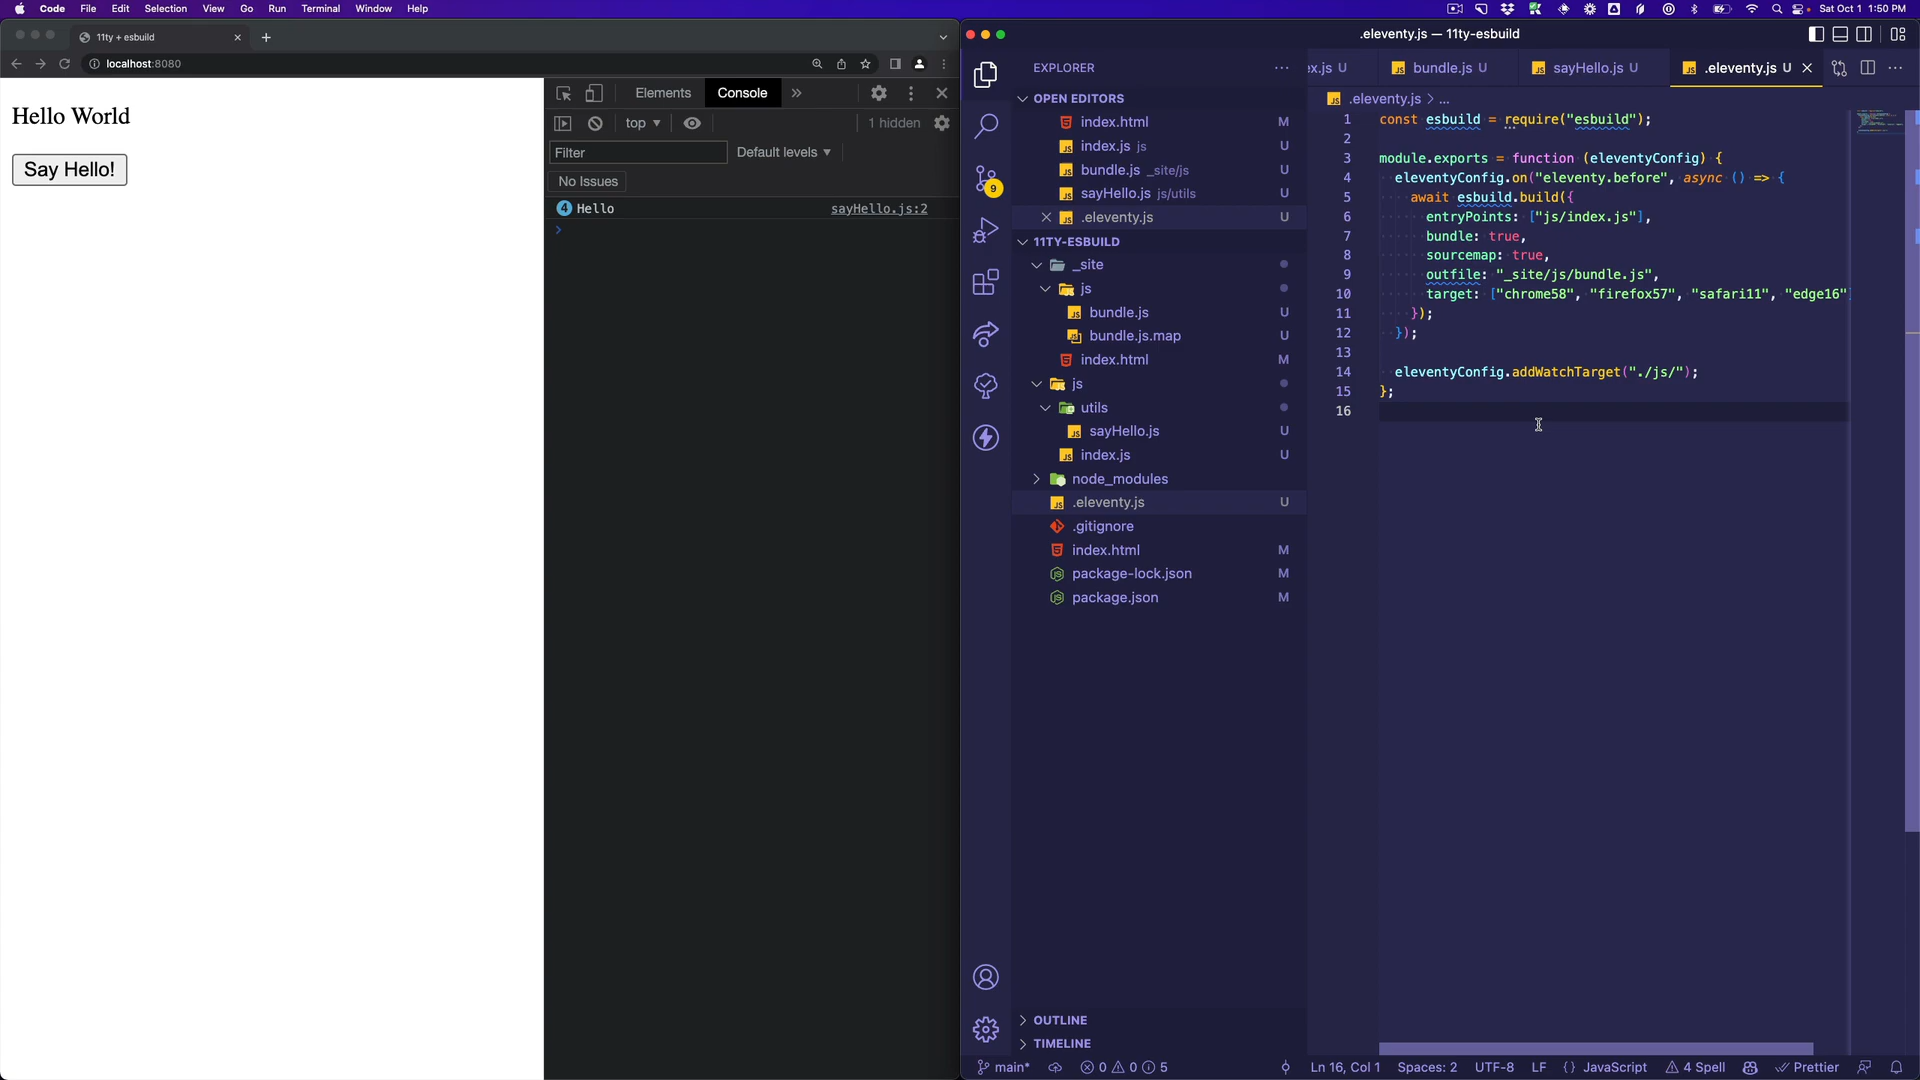 Code File Edit Selection View Go Run Terminal Window Help
Sat Oct 1 1:50 PM
11ty + esbuild
localhost:8080
Hello World
Say Hello!
Elements Console
top
1 hidden
Filter
Default levels
No Issues
4 Hello sayHello.js:2
.eleventy.js — 11ty-esbuild
EXPLORER
OPEN EDITORS
index.html M
index.js js U
bundle.js _site/js U
sayHello.js js/utils U
.eleventy.js U
11TY-ESBUILD
_site
js
bundle.js U
bundle.js.map U
index.html M
js
utils
sayHello.js U
index.js U
node_modules
.eleventy.js U
.gitignore
index.html M
package-lock.json M
package.json M
OUTLINE
TIMELINE
9
ex.js U bundle.js U sayHello.js U .eleventy.js U
.eleventy.js > ...
1 const esbuild = require("esbuild");
2
3 module.exports = function (eleventyConfig) {
4 eleventyConfig.on("eleventy.before", async () => {
5 await esbuild.build({
6 entryPoints: ["js/index.js"],
7 bundle: true,
8 sourcemap: true,
9 outfile: "_site/js/bundle.js",
10 target: ["chrome58", "firefox57", "safari11", "edge16"]
11 });
12 });
13
14 eleventyConfig.addWatchTarget("./js/");
15 };
16
main* 0 0 5 Ln 16, Col 1 Spaces: 2 UTF-8 LF {} JavaScript 4 Spell Prettier